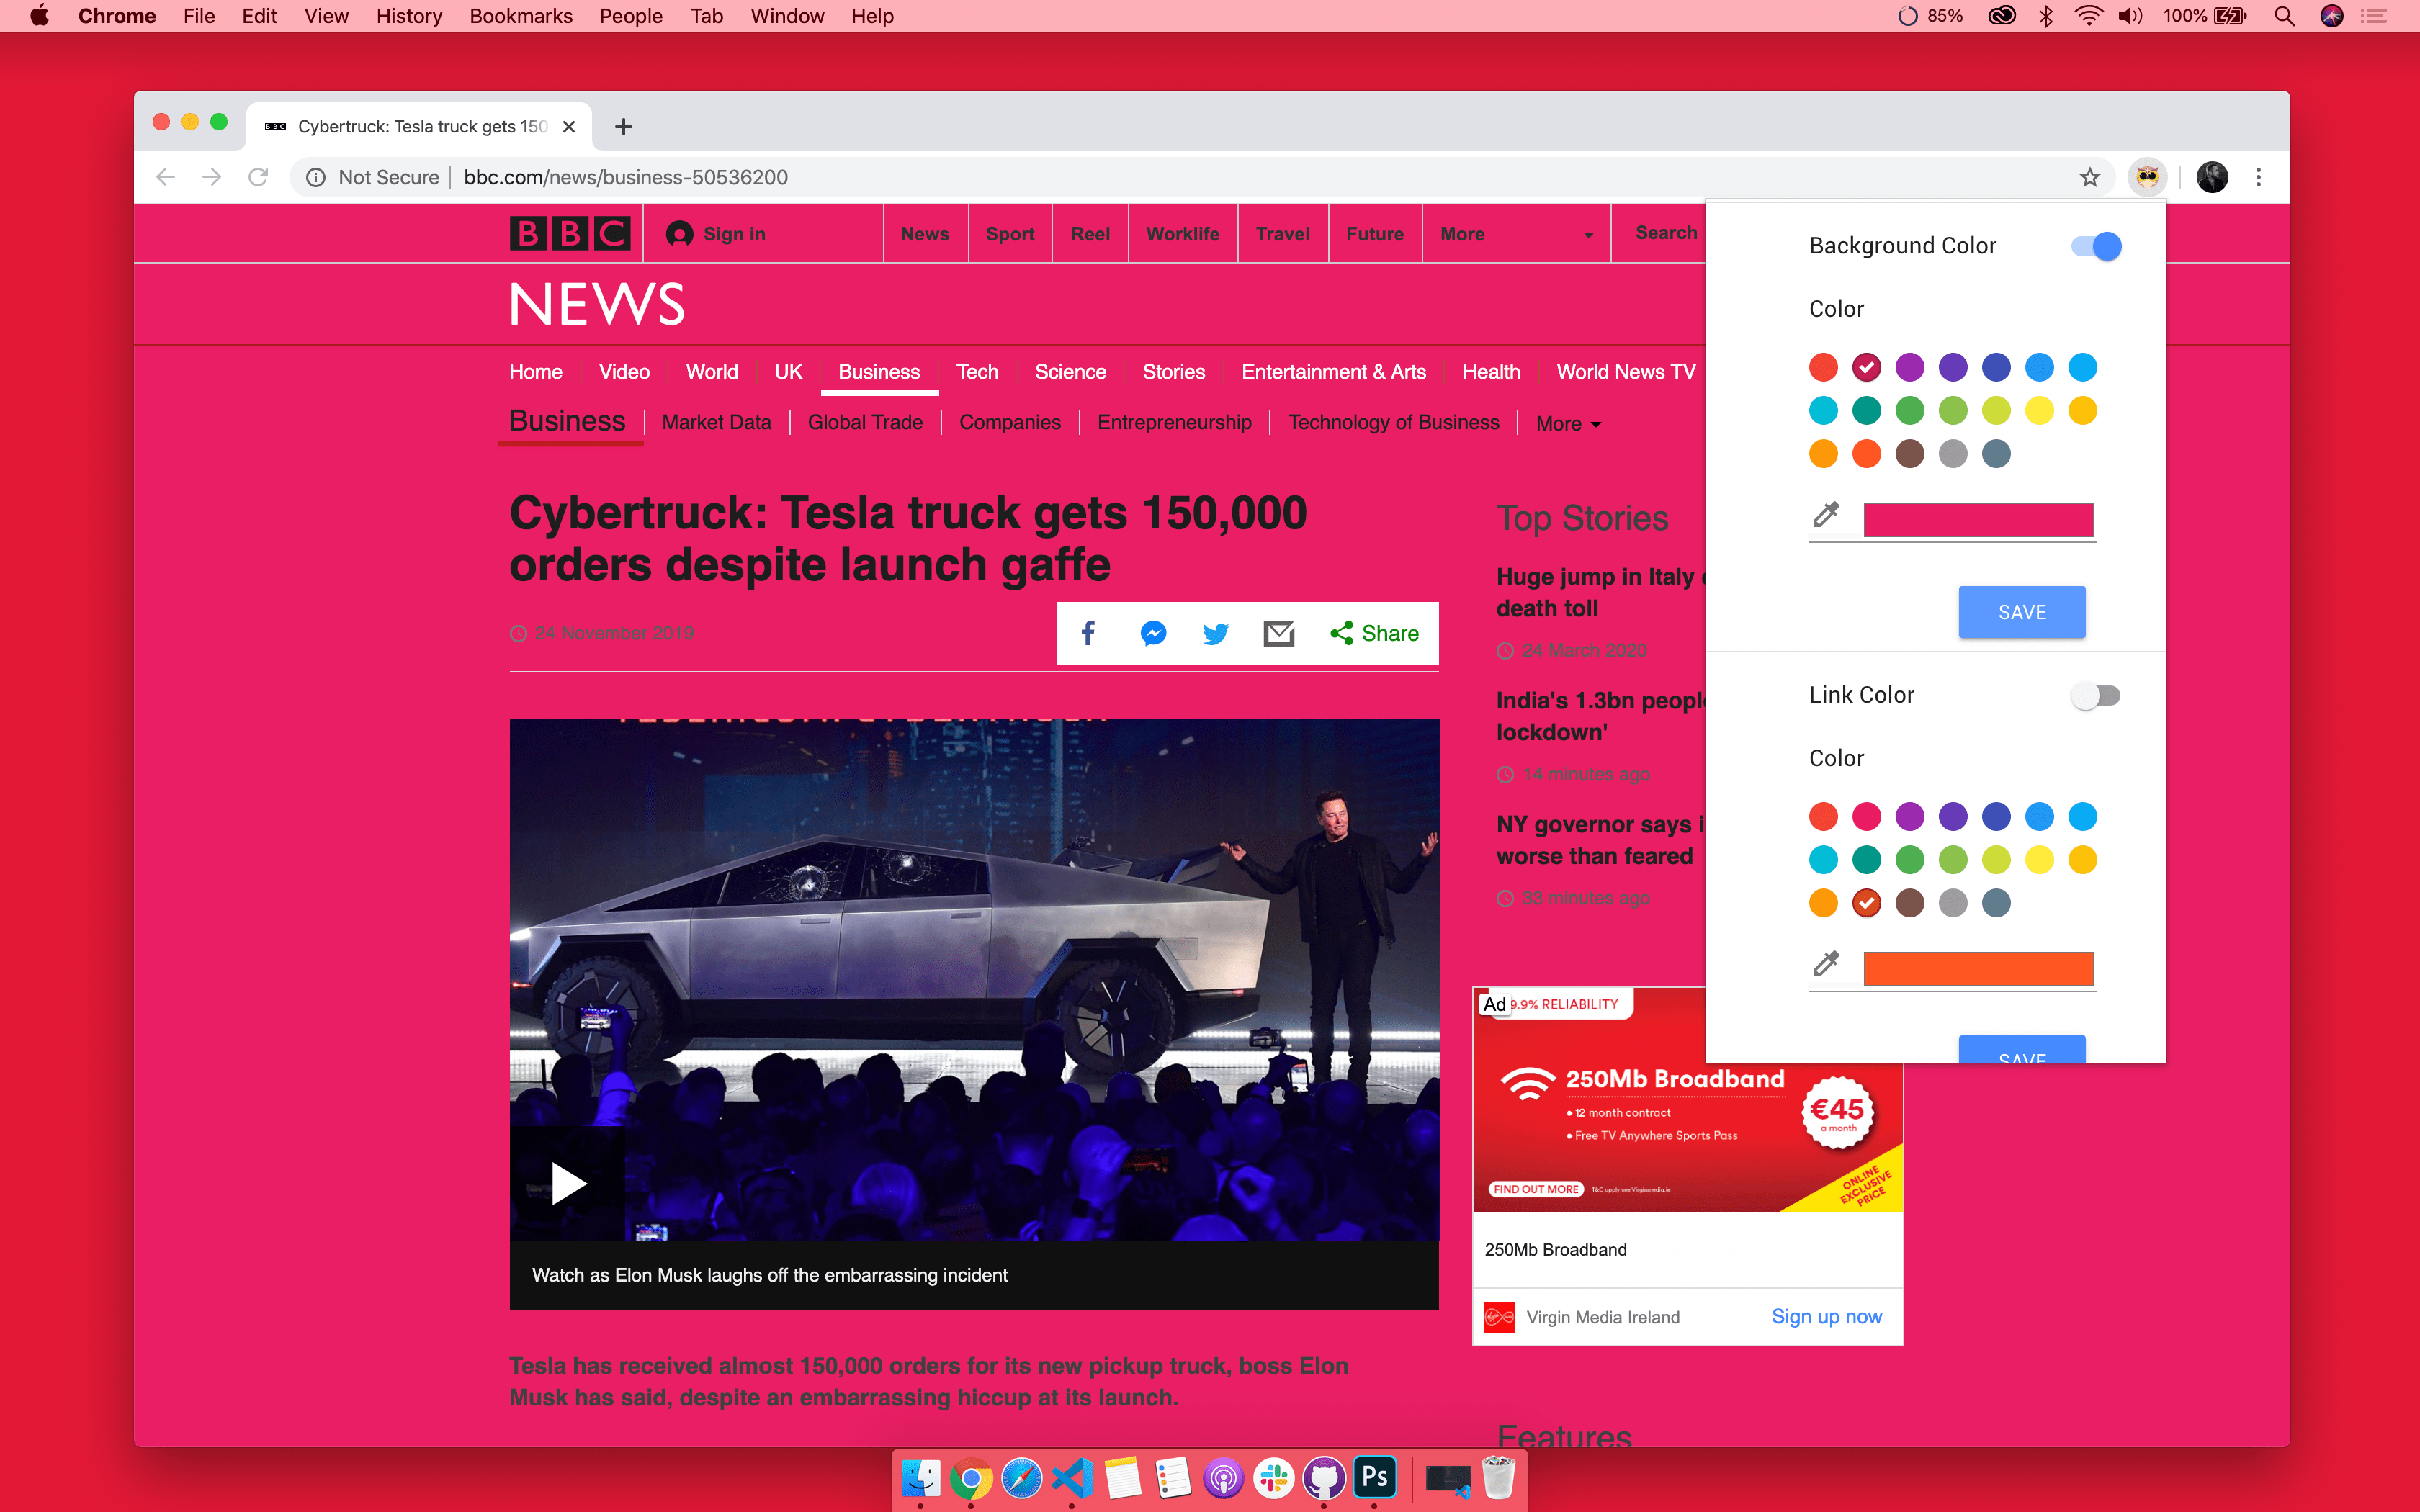 Chrome File Edit View History Bookmarks People Tab Window Help
85% 100%
BBC Cybertruck: Tesla truck gets 150
Not Secure bbc.com/news/business-50536200
BBC Sign in News Sport Reel Worklife Travel Future More Search
NEWS
Home Video World UK Business Tech Science Stories Entertainment & Arts Health World News TV
Business Market Data Global Trade Companies Entrepreneurship Technology of Business More
Cybertruck: Tesla truck gets 150,000
orders despite launch gaffe
24 November 2019
Share
Watch as Elon Musk laughs off the embarrassing incident
Tesla has received almost 150,000 orders for its new pickup truck, boss Elon
Musk has said, despite an embarrassing hiccup at its launch.
Top Stories
Huge jump in Italy
death toll
24 March 2020
India's 1.3bn people
lockdown'
14 minutes ago
NY governor says
worse than feared
33 minutes ago
Ad 9.9% RELIABILITY
250Mb Broadband
• 12 month contract
• Free TV Anywhere Sports Pass
€45
a month
FIND OUT MORE T&C apply see Virginmedia.ie
ONLINE
EXCLUSIVE
PRICE
250Mb Broadband
Virgin Media Ireland Sign up now
Features
Background Color
Color
SAVE
Link Color
Color
SAVE
Ps